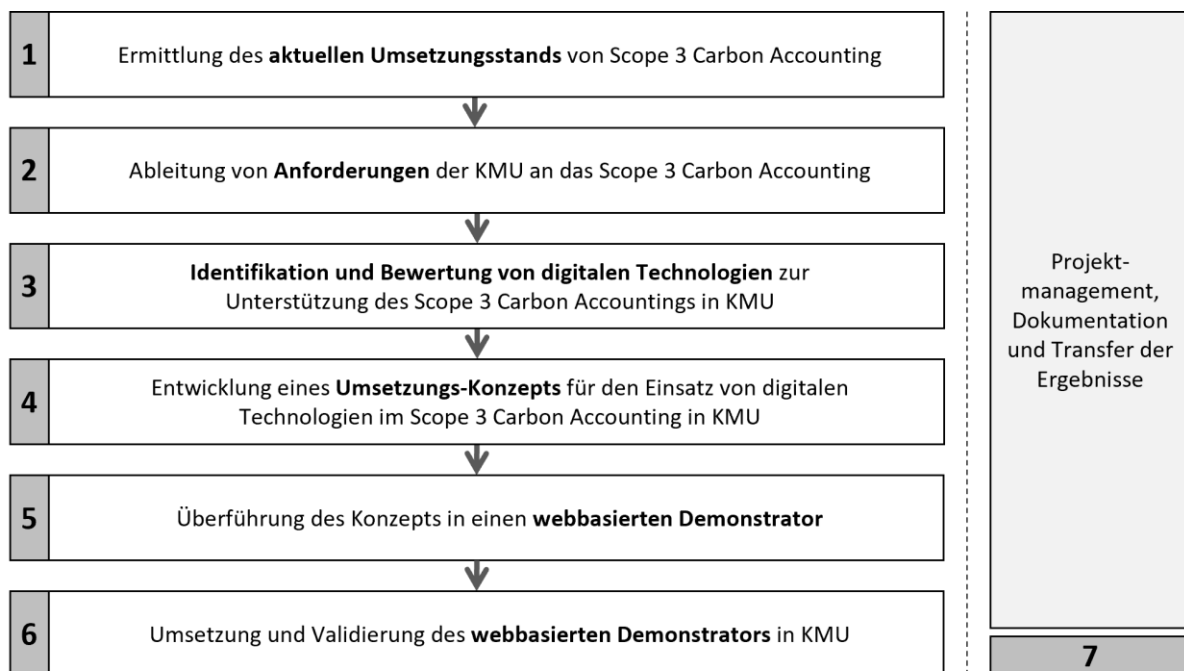 1
Ermittlung des aktuellen Umsetzungsstands von Scope 3 Carbon Accounting
2
Ableitung von Anforderungen der KMU an das Scope 3 Carbon Accounting
3
Identifikation und Bewertung von digitalen Technologien zur
Unterstützung des Scope 3 Carbon Accountings in KMU
4
Entwicklung eines Umsetzungs-Konzepts für den Einsatz von digitalen
Technologien im Scope 3 Carbon Accounting in KMU
5
Überführung des Konzepts in einen webbasierten Demonstrator
6
Umsetzung und Validierung des webbasierten Demonstrators in KMU
Projekt-
management,
Dokumentation
und Transfer der
Ergebnisse
7